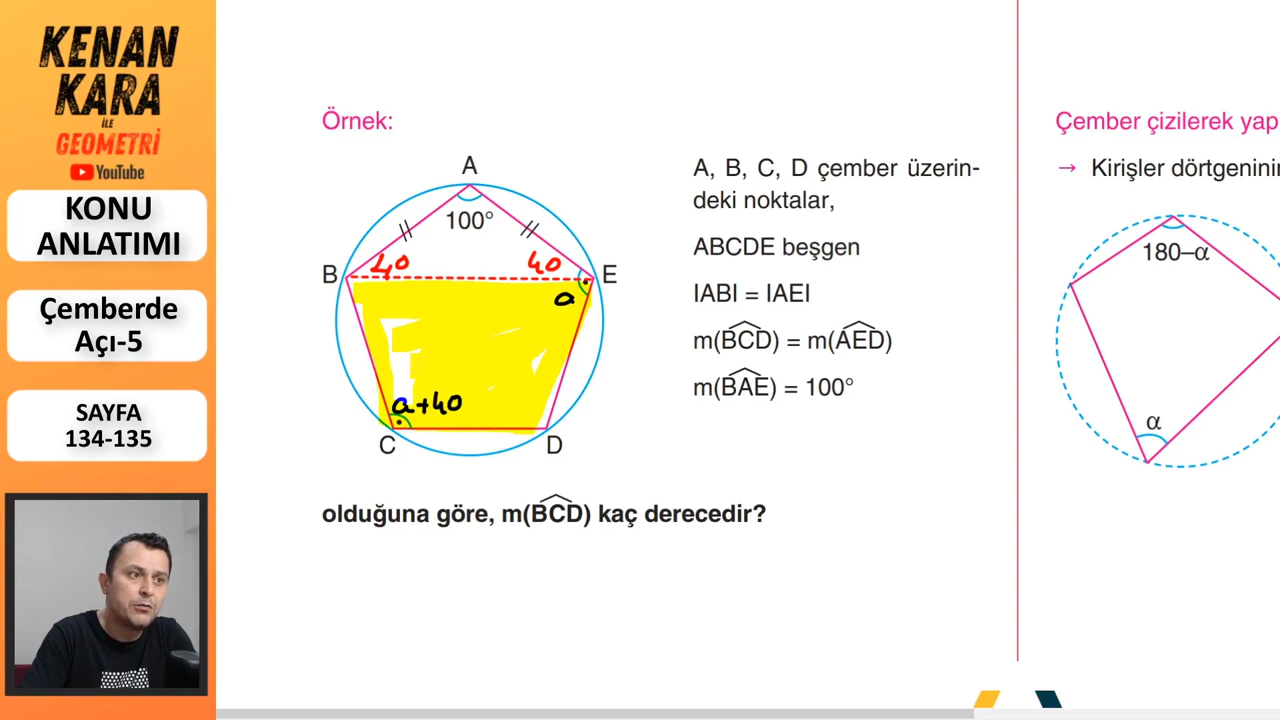 KENAN
KARA
İLE
GEOMETRİ
YouTube
KONU
ANLATIMI
Çemberde
Açı-5
SAYFA
134-135
Örnek:
A
100°
B
40
40
E
a
a+40
C
D
A, B, C, D çember üzerin-
deki noktalar,
ABCDE beşgen
IABI = IAEI
m(BCD) = m(AED)
m(BAE) = 100°
olduğuna göre, m(BCD) kaç derecedir?
Çember çizilerek yap
→ Kirişler dörtgeninin
180–α
α